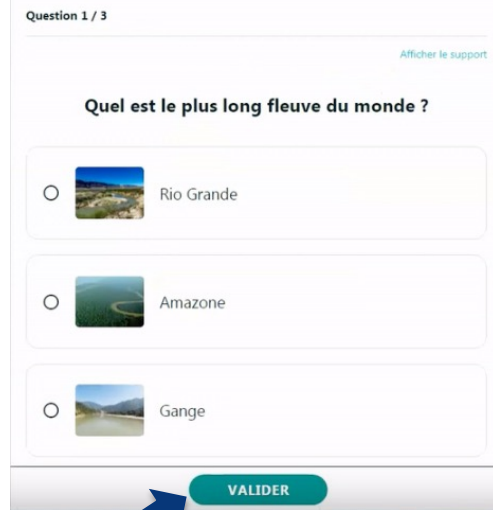 Question 1 / 3
Afficher le support
Quel est le plus long fleuve du monde ?
Rio Grande
Amazone
Gange
VALIDER